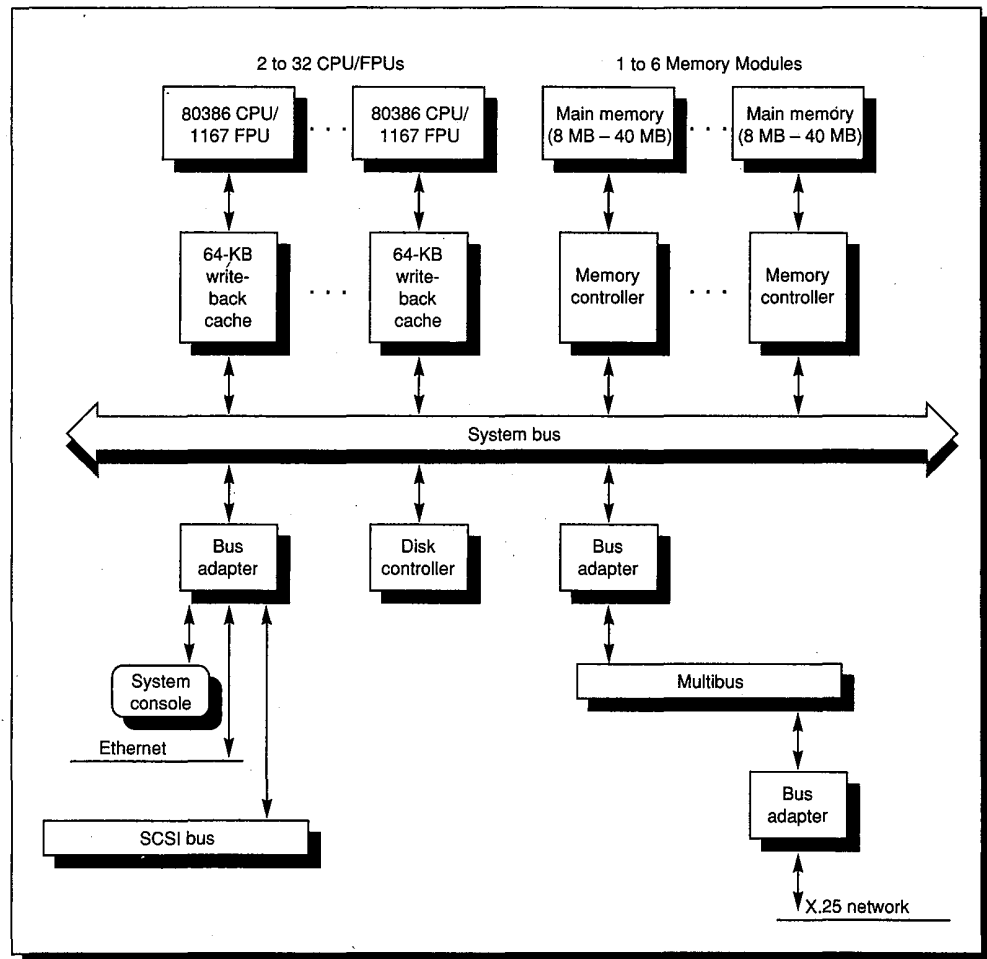 2 to 32 CPU/FPUs
1 to 6 Memory Modules
80386 CPU/
1167 FPU
80386 CPU/
1167 FPU
Main memory
(8 MB – 40 MB)
Main memory
(8 MB – 40 MB)
64-KB
write-
back
cache
64-KB
write-
back
cache
Memory
controller
Memory
controller
System bus
Bus
adapter
Disk
controller
Bus
adapter
System
console
Multibus
Ethernet
Bus
adapter
SCSI bus
X.25 network